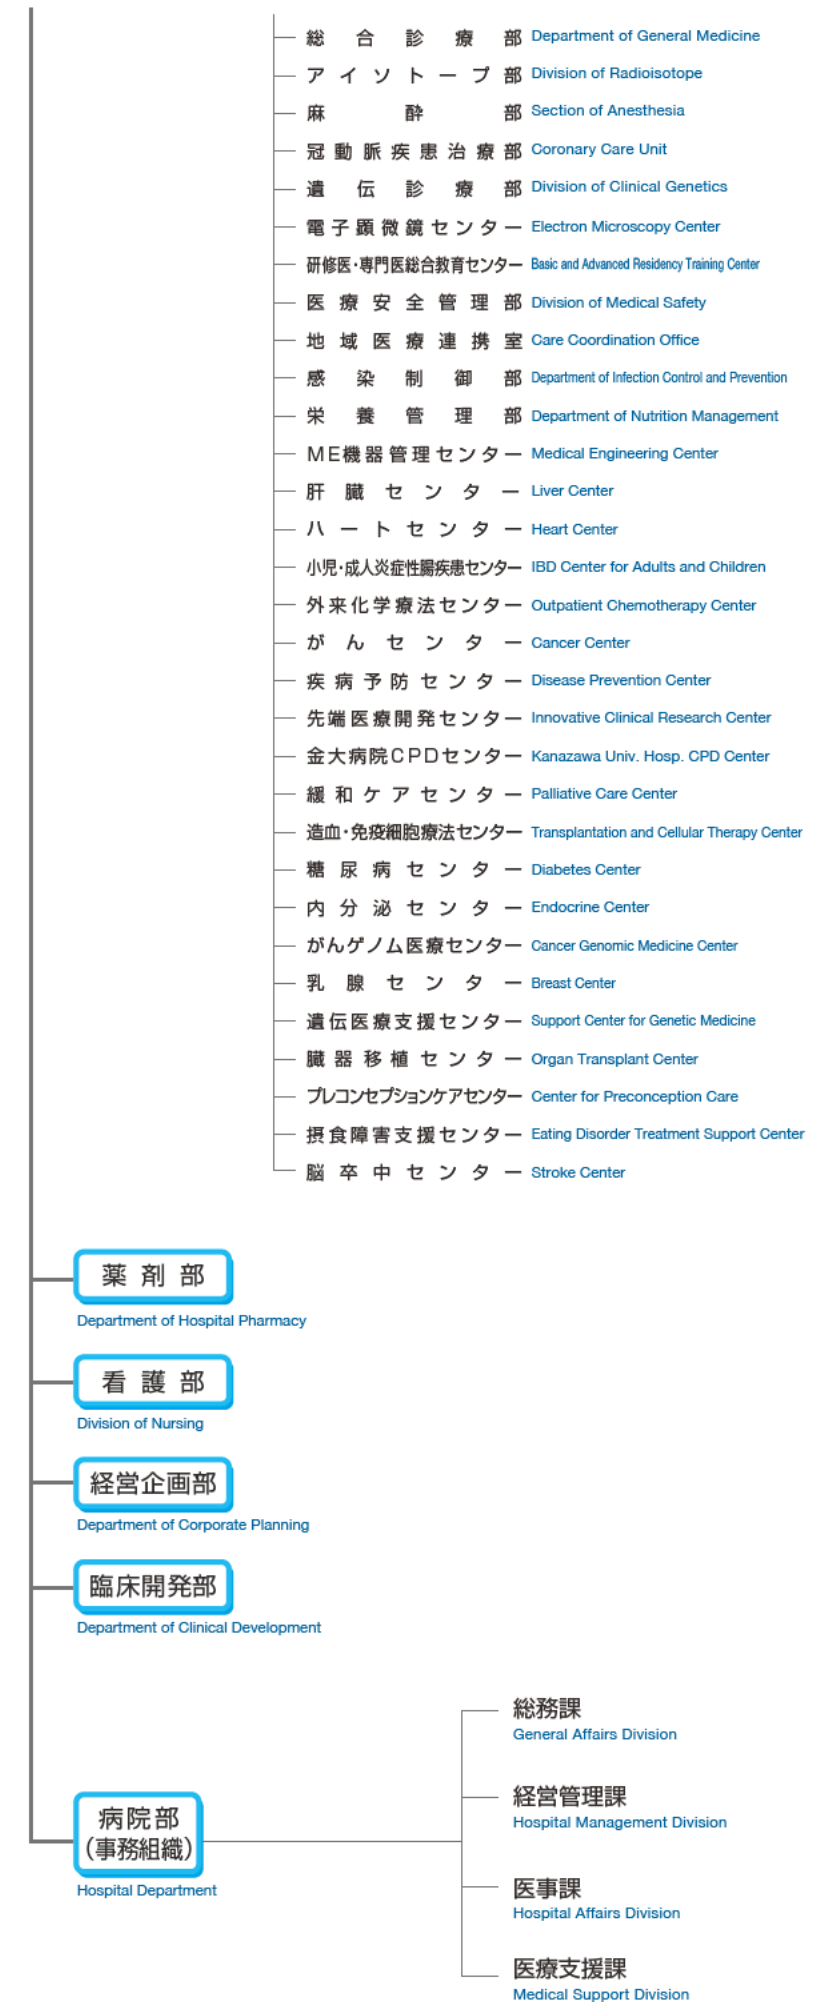 総合診療部 Department of General Medicine
アイソトープ部 Division of Radioisotope
麻酔部 Section of Anesthesia
冠動脈疾患治療部 Coronary Care Unit
遺伝診療部 Division of Clinical Genetics
電子顕微鏡センター Electron Microscopy Center
研修医・専門医総合教育センター Basic and Advanced Residency Training Center
医療安全管理部 Division of Medical Safety
地域医療連携室 Care Coordination Office
感染制御部 Department of Infection Control and Prevention
栄養管理部 Department of Nutrition Management
ME機器管理センター Medical Engineering Center
肝臓センター Liver Center
ハートセンター Heart Center
小児・成人炎症性腸疾患センター IBD Center for Adults and Children
外来化学療法センター Outpatient Chemotherapy Center
がんセンター Cancer Center
疾病予防センター Disease Prevention Center
先端医療開発センター Innovative Clinical Research Center
金大病院CPDセンター Kanazawa Univ. Hosp. CPD Center
緩和ケアセンター Palliative Care Center
造血・免疫細胞療法センター Transplantation and Cellular Therapy Center
糖尿病センター Diabetes Center
内分泌センター Endocrine Center
がんゲノム医療センター Cancer Genomic Medicine Center
乳腺センター Breast Center
遺伝医療支援センター Support Center for Genetic Medicine
臓器移植センター Organ Transplant Center
プレコンセプションケアセンター Center for Preconception Care
摂食障害支援センター Eating Disorder Treatment Support Center
脳卒中センター Stroke Center
薬剤部
Department of Hospital Pharmacy
看護部
Division of Nursing
経営企画部
Department of Corporate Planning
臨床開発部
Department of Clinical Development
病院部
(事務組織)
Hospital Department
総務課
General Affairs Division
経営管理課
Hospital Management Division
医事課
Hospital Affairs Division
医療支援課
Medical Support Division